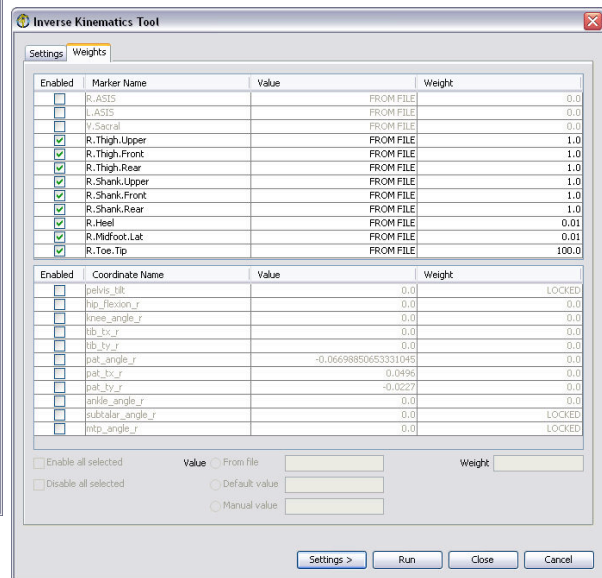 Inverse Kinematics Tool
Settings Weights
Enabled Marker Name Value Weight
R.ASIS FROM FILE 0.0
L.ASIS FROM FILE 0.0
V.Sacral FROM FILE 0.0
R.Thigh.Upper FROM FILE 1.0
R.Thigh.Front FROM FILE 1.0
R.Thigh.Rear FROM FILE 1.0
R.Shank.Upper FROM FILE 1.0
R.Shank.Front FROM FILE 1.0
R.Shank.Rear FROM FILE 1.0
R.Heel FROM FILE 0.01
R.Midfoot.Lat FROM FILE 0.01
R.Toe.Tip FROM FILE 100.0
Enabled Coordinate Name Value Weight
pelvis_tilt 0.0 LOCKED
hip_flexion_r 0.0 0.0
knee_angle_r 0.0 0.0
tib_tx_r 0.0 0.0
tib_ty_r 0.0 0.0
pat_angle_r -0.06698850653331045 0.0
pat_tx_r 0.0496 0.0
pat_ty_r -0.0227 0.0
ankle_angle_r 0.0 0.0
subtalar_angle_r 0.0 LOCKED
mtp_angle_r 0.0 LOCKED
Enable all selected Value From file Weight
Disable all selected Default value
Manual value
Settings > Run Close Cancel